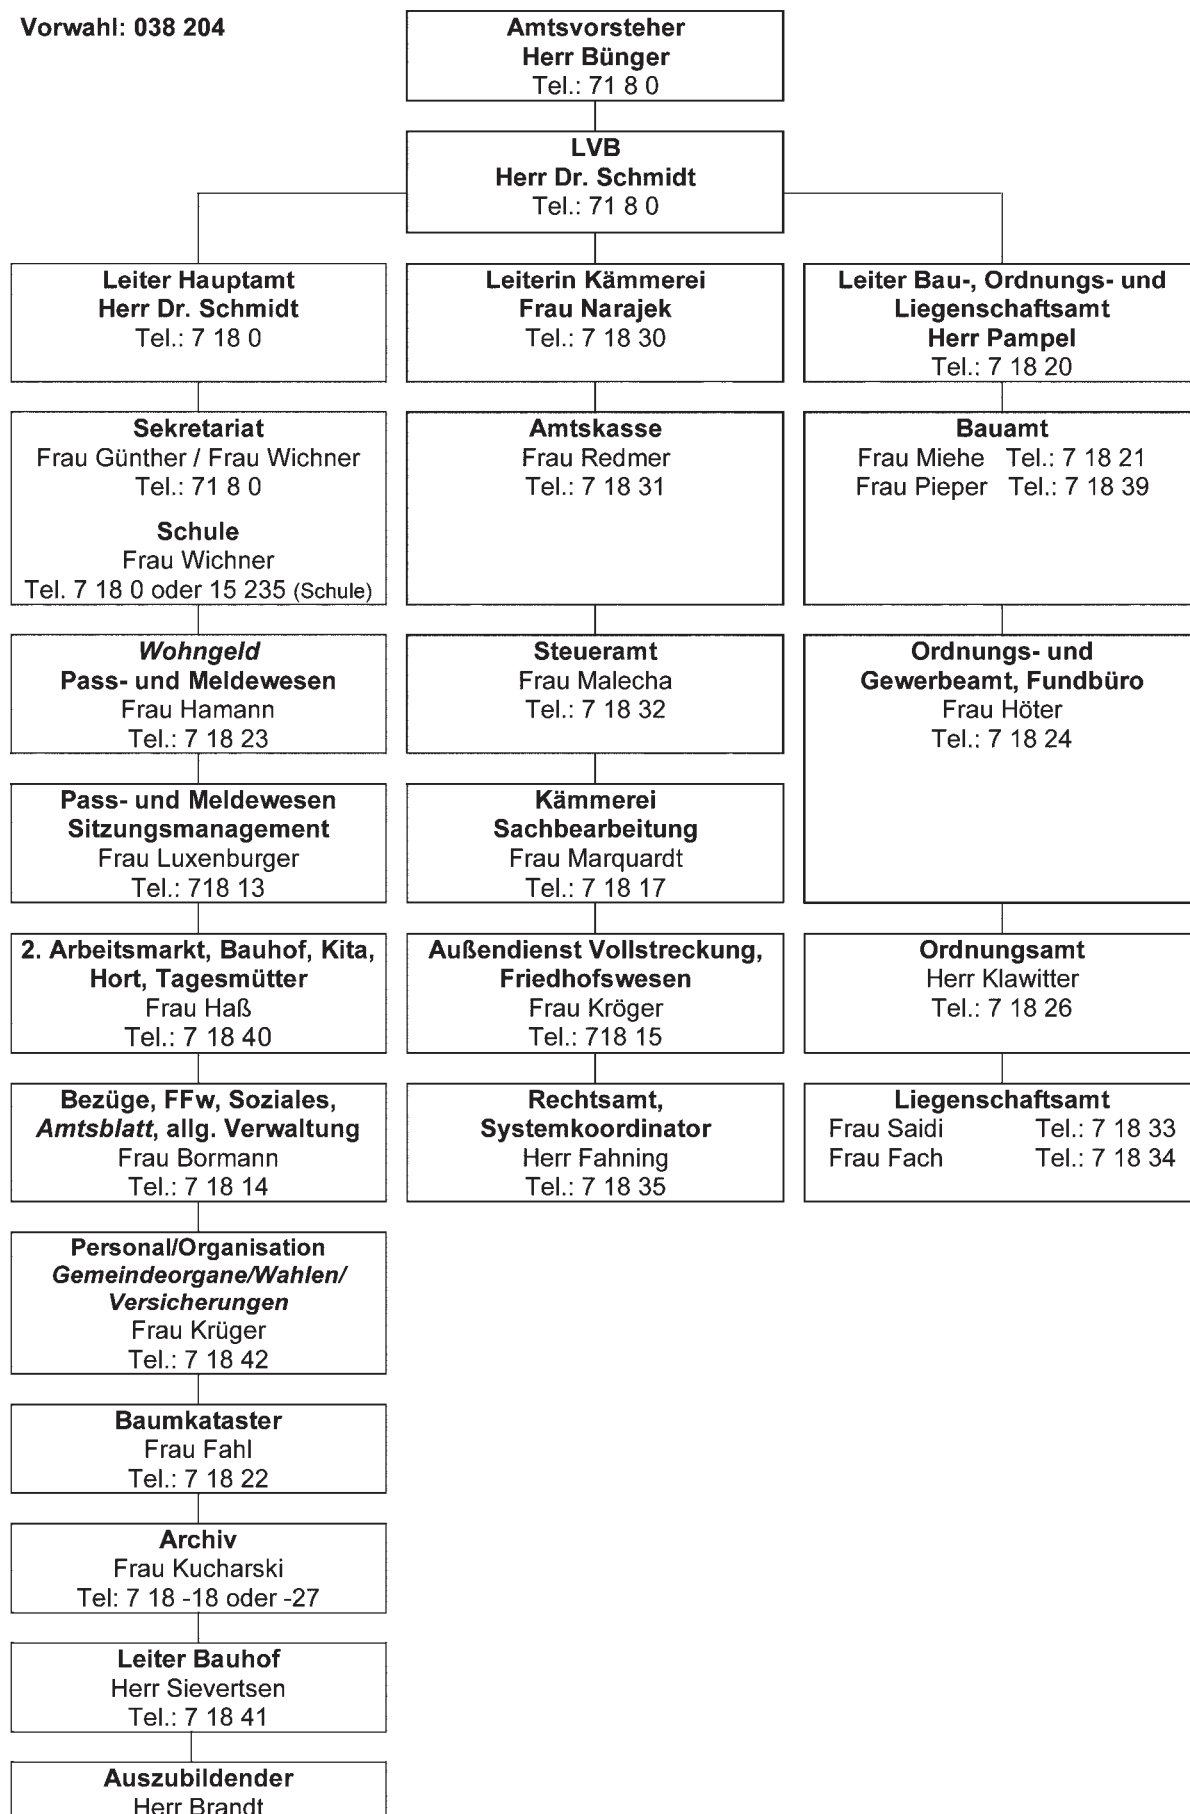 Vorwahl: 038 204
Amtsvorsteher
Herr Bünger
Tel.: 71 8 0
LVB
Herr Dr. Schmidt
Tel.: 71 8 0
Leiter Hauptamt
Herr Dr. Schmidt
Tel.: 7 18 0
Sekretariat
Frau Günther / Frau Wichner
Tel.: 71 8 0
Schule
Frau Wichner
Tel. 7 18 0 oder 15 235 (Schule)
Wohngeld
Pass- und Meldewesen
Frau Hamann
Tel.: 7 18 23
Pass- und Meldewesen
Sitzungsmanagement
Frau Luxenburger
Tel.: 718 13
2. Arbeitsmarkt, Bauhof, Kita,
Hort, Tagesmütter
Frau Haß
Tel.: 7 18 40
Bezüge, FFw, Soziales,
Amtsblatt, allg. Verwaltung
Frau Bormann
Tel.: 7 18 14
Personal/Organisation
Gemeindeorgane/Wahlen/
Versicherungen
Frau Krüger
Tel.: 7 18 42
Baumkataster
Frau Fahl
Tel.: 7 18 22
Archiv
Frau Kucharski
Tel: 7 18 -18 oder -27
Leiter Bauhof
Herr Sievertsen
Tel.: 7 18 41
Auszubildender
Herr Brandt
Leiterin Kämmerei
Frau Narajek
Tel.: 7 18 30
Amtskasse
Frau Redmer
Tel.: 7 18 31
Steueramt
Frau Malecha
Tel.: 7 18 32
Kämmerei
Sachbearbeitung
Frau Marquardt
Tel.: 7 18 17
Außendienst Vollstreckung,
Friedhofswesen
Frau Kröger
Tel.: 718 15
Rechtsamt,
Systemkoordinator
Herr Fahning
Tel.: 7 18 35
Leiter Bau-, Ordnungs- und
Liegenschaftsamt
Herr Pampel
Tel.: 7 18 20
Bauamt
Frau Miehe Tel.: 7 18 21
Frau Pieper Tel.: 7 18 39
Ordnungs- und
Gewerbeamt, Fundbüro
Frau Höter
Tel.: 7 18 24
Ordnungsamt
Herr Klawitter
Tel.: 7 18 26
Liegenschaftsamt
Frau Saidi Tel.: 7 18 33
Frau Fach Tel.: 7 18 34